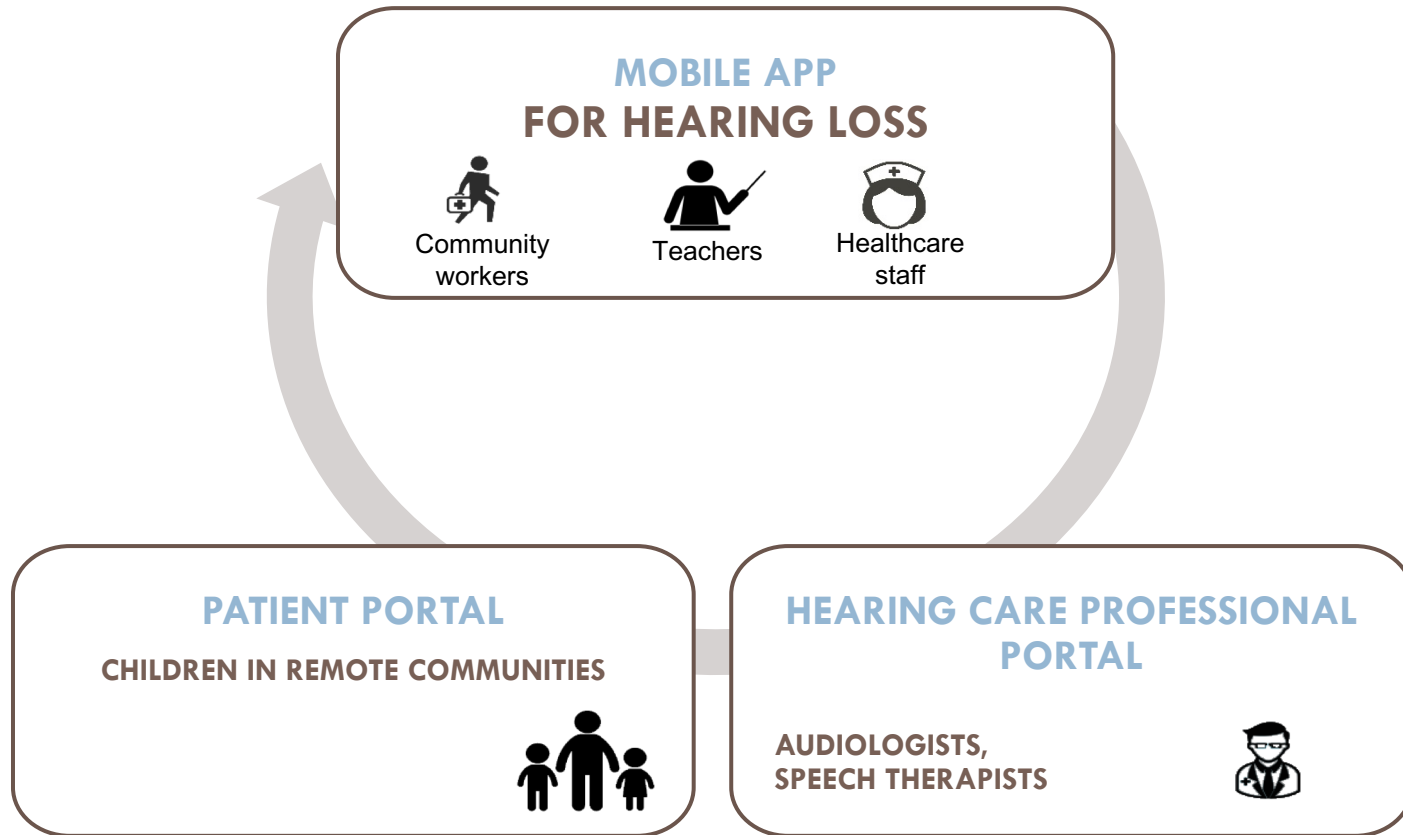 MOBILE APP
FOR HEARING LOSS
Community
workers
Teachers
Healthcare
staff
PATIENT PORTAL
CHILDREN IN REMOTE COMMUNITIES
HEARING CARE PROFESSIONAL
PORTAL
AUDIOLOGISTS,
SPEECH THERAPISTS